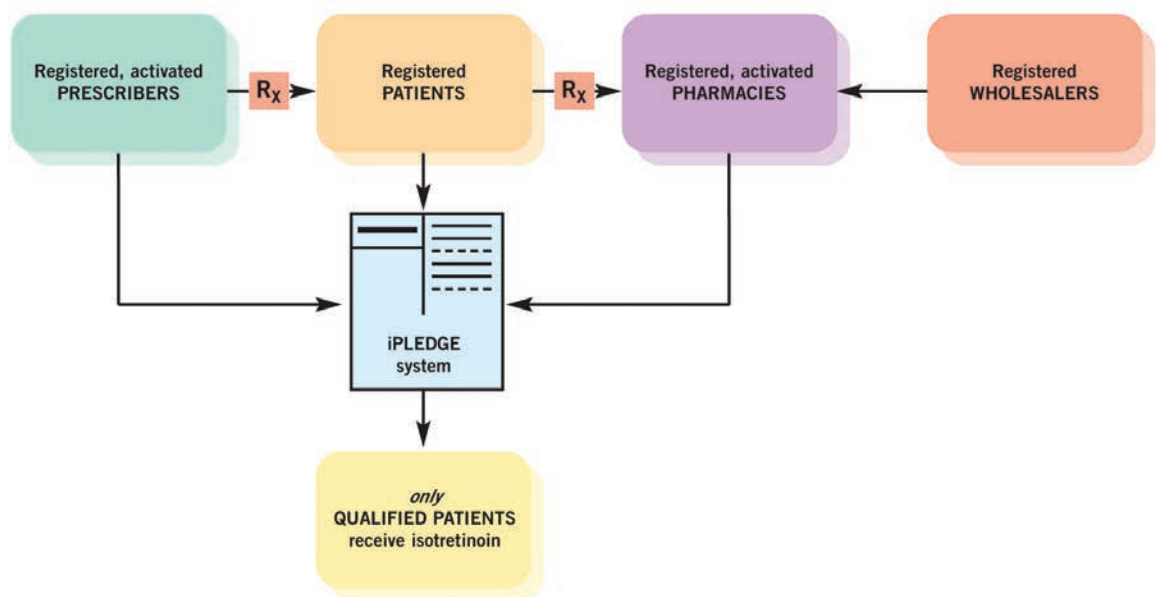 Registered, activated
PRESCRIBERS
RX
Registered
PATIENTS
RX
Registered, activated
PHARMACIES
Registered
WHOLESALERS
iPLEDGE
system
only
QUALIFIED PATIENTS
receive isotretinoin